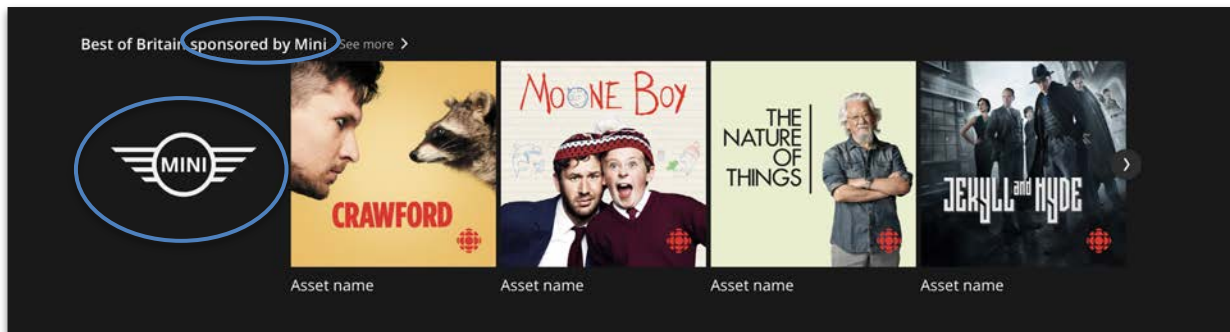 Best of Britain sponsored by Mini See more >
MINI
CRAWFORD
MOONE BOY
THE
NATURE
OF
THINGS
JEKYLL and HYDE
Asset name Asset name Asset name Asset name